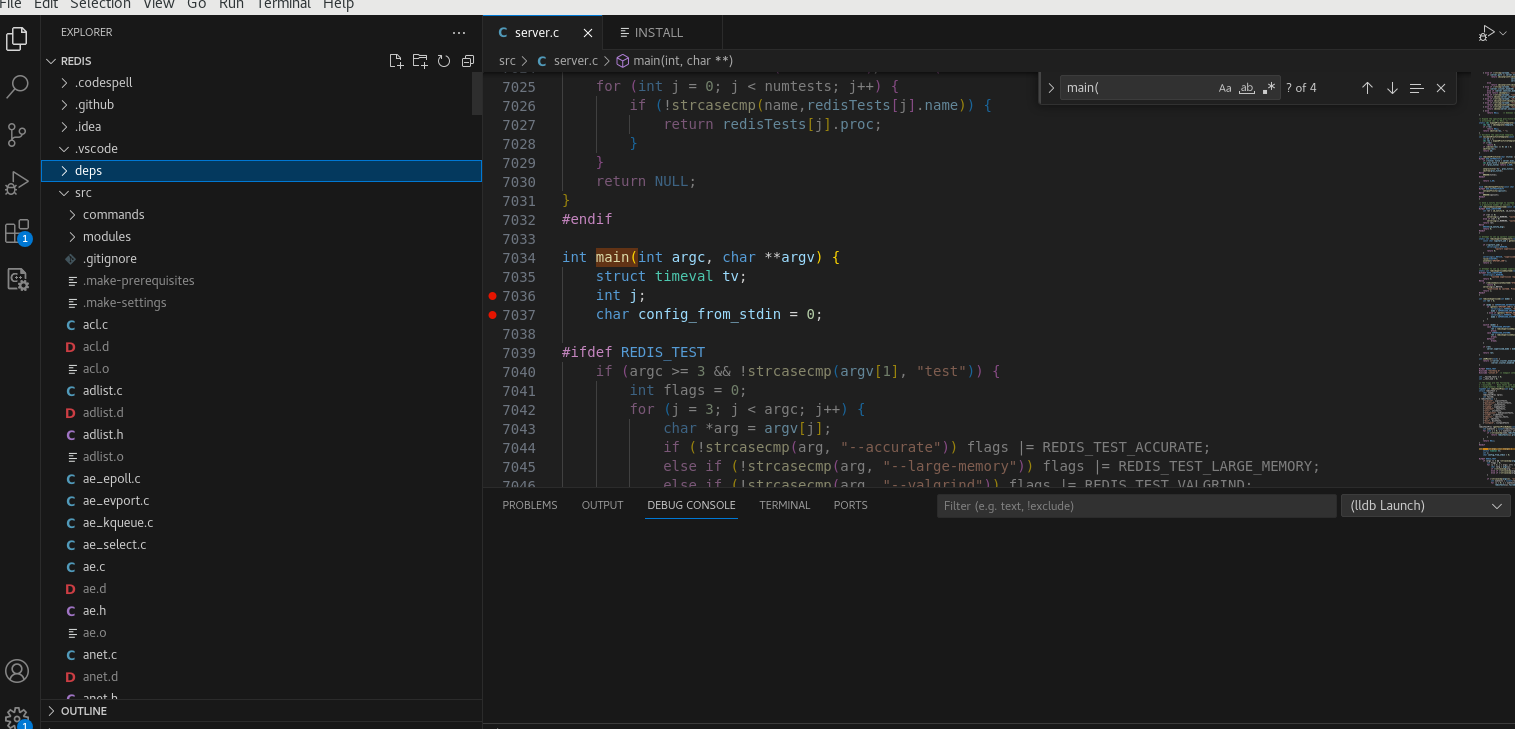 File Edit Selection View Go Run Terminal Help
EXPLORER
REDIS
.codespell
.github
.idea
.vscode
deps
src
commands
modules
.gitignore
.make-prerequisites
.make-settings
C acl.c
D acl.d
acl.o
C adlist.c
D adlist.d
C adlist.h
adlist.o
C ae_epoll.c
C ae_evport.c
C ae_kqueue.c
C ae_select.c
C ae.c
D ae.d
C ae.h
ae.o
C anet.c
D anet.d
C anet.h
OUTLINE
1
1
C server.c
INSTALL
src > C server.c > main(int, char **)
main(
Aa ab .* ? of 4
7025 for (int j = 0; j < numtests; j++) {
7026 if (!strcasecmp(name,redisTests[j].name)) {
7027 return redisTests[j].proc;
7028 }
7029 }
7030 return NULL;
7031 }
7032 #endif
7033
7034 int main(int argc, char **argv) {
7035 struct timeval tv;
7036 int j;
7037 char config_from_stdin = 0;
7038
7039 #ifdef REDIS_TEST
7040 if (argc >= 3 && !strcasecmp(argv[1], "test")) {
7041 int flags = 0;
7042 for (j = 3; j < argc; j++) {
7043 char *arg = argv[j];
7044 if (!strcasecmp(arg, "--accurate")) flags |= REDIS_TEST_ACCURATE;
7045 else if (!strcasecmp(arg, "--large-memory")) flags |= REDIS_TEST_LARGE_MEMORY;
7046 else if (!strcasecmp(arg, "--valgrind")) flags |= REDIS_TEST_VALGRIND;
PROBLEMS OUTPUT DEBUG CONSOLE TERMINAL PORTS
Filter (e.g. text, !exclude)
(lldb Launch)